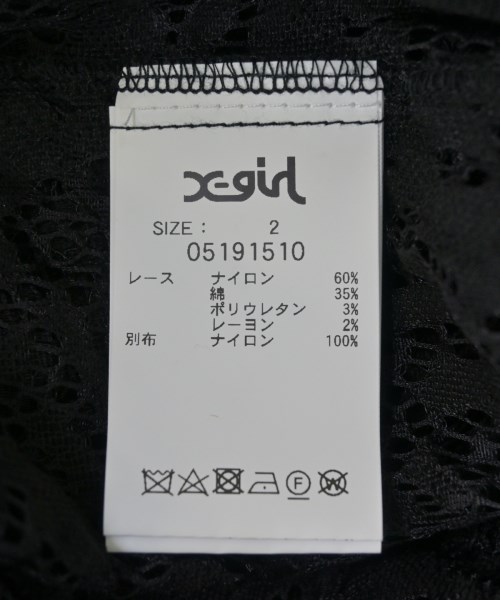 X-girl
SIZE : 2
05191510
レース ナイロン 60%
綿 35%
ポリウレタン 3%
レーヨン 2%
別布 ナイロン 100%
F W